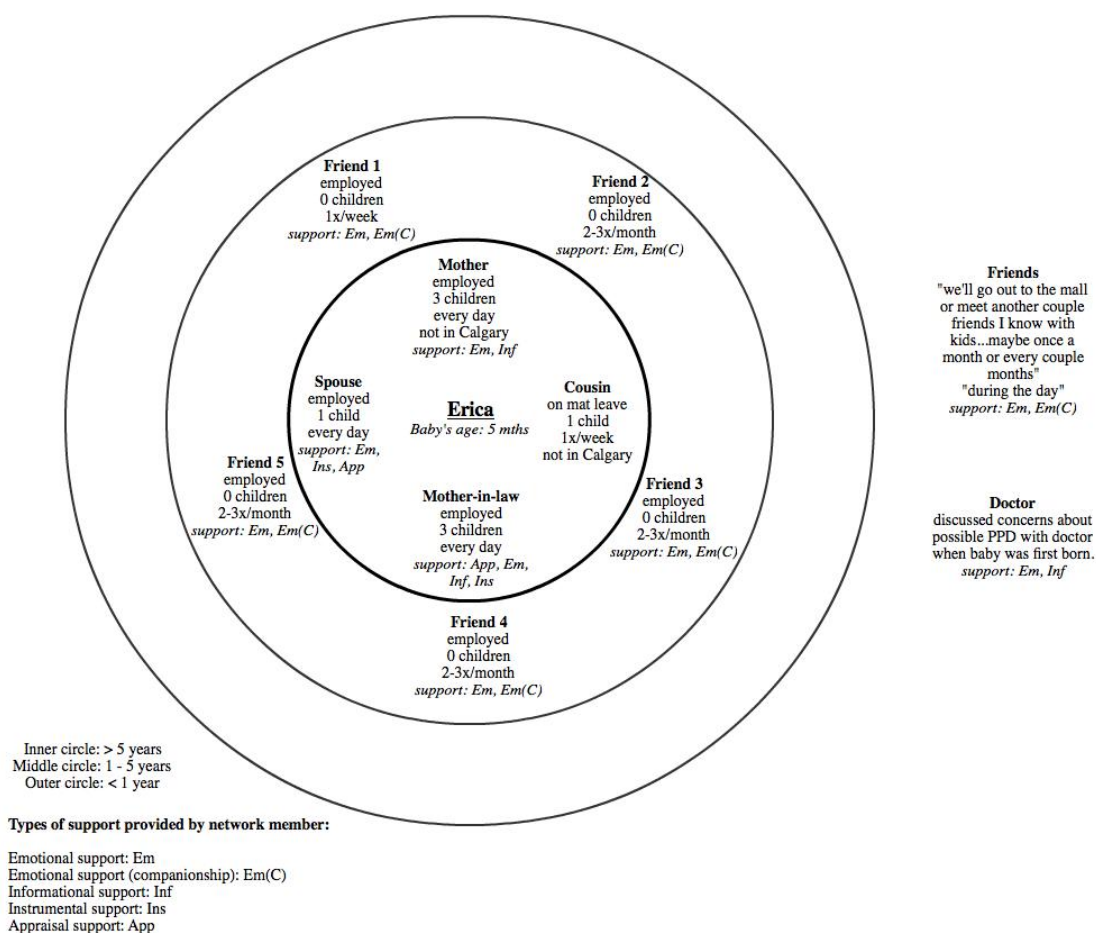 Friend 1
employed
0 children
1x/week
support: Em, Em(C)
Friend 2
employed
0 children
2-3x/month
support: Em, Em(C)
Mother
employed
3 children
every day
not in Calgary
support: Em, Inf
Spouse
employed
1 child
every day
support: Em,
Ins, App
Erica
Baby's age: 5 mths
Cousin
on mat leave
1 child
1x/week
not in Calgary
Friend 5
employed
0 children
2-3x/month
support: Em, Em(C)
Mother-in-law
employed
3 children
every day
support: App, Em,
Inf, Ins
Friend 3
employed
0 children
2-3x/month
support: Em, Em(C)
Friend 4
employed
0 children
2-3x/month
support: Em, Em(C)
Friends
"we'll go out to the mall
or meet another couple
friends I know with
kids...maybe once a
month or every couple
months"
"during the day"
support: Em, Em(C)
Doctor
discussed concerns about
possible PPD with doctor
when baby was first born.
support: Em, Inf
Inner circle: > 5 years
Middle circle: 1 - 5 years
Outer circle: < 1 year
Types of support provided by network member:
Emotional support: Em
Emotional support (companionship): Em(C)
Informational support: Inf
Instrumental support: Ins
Appraisal support: App